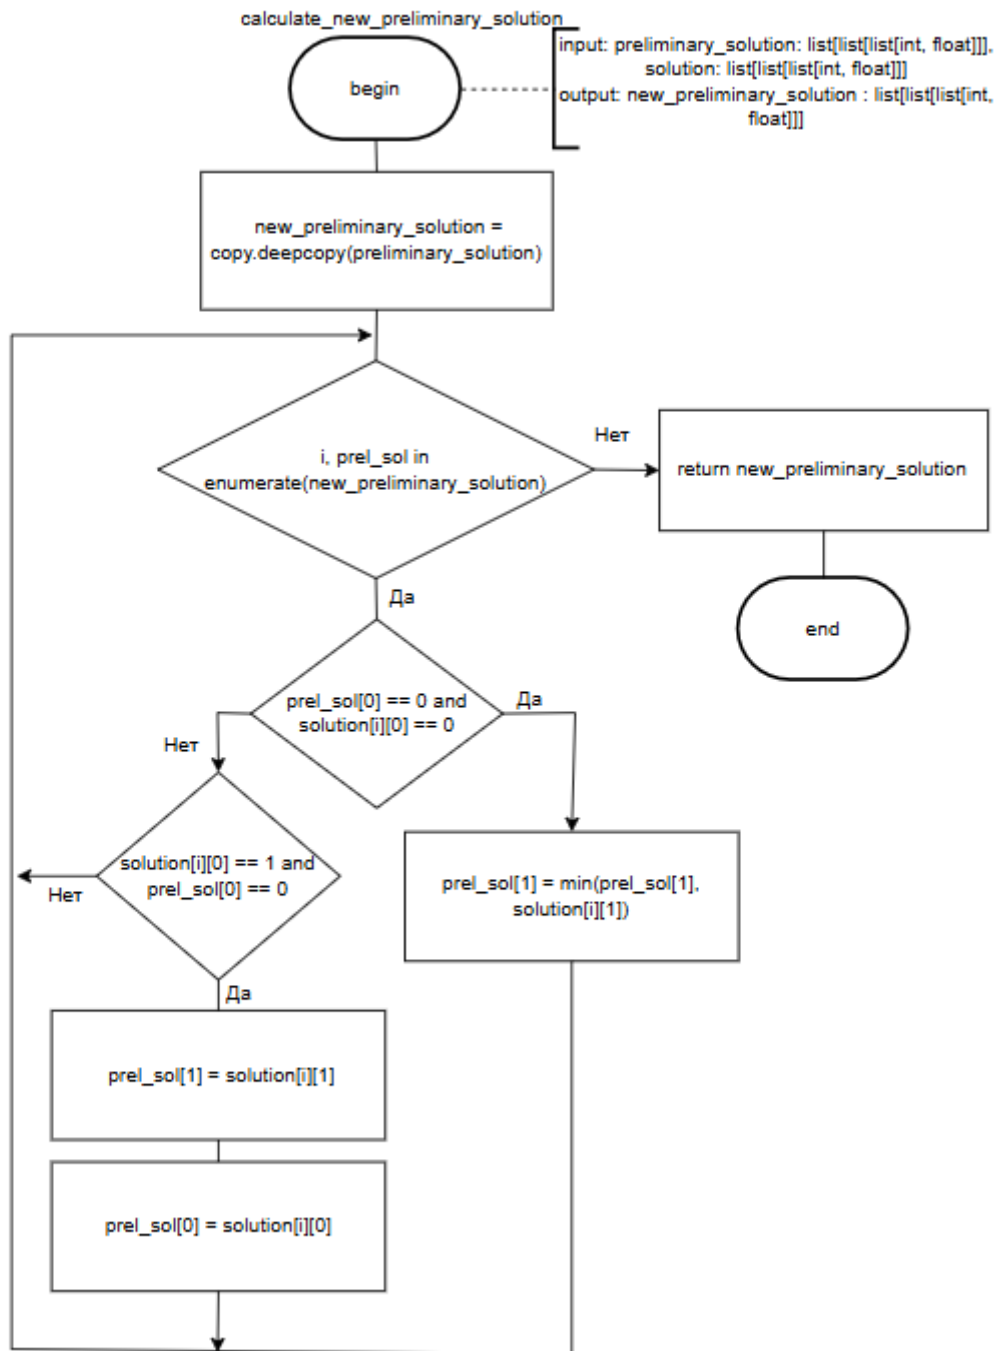 calculate_new_preliminary_solution
begin
input: preliminary_solution: list[list[list[int, float]]],
solution: list[list[list[int, float]]]
output: new_preliminary_solution : list[list[list[int,
float]]]
new_preliminary_solution =
copy.deepcopy(preliminary_solution)
i, prel_sol in
enumerate(new_preliminary_solution)
Нет
return new_preliminary_solution
end
Да
prel_sol[0] == 0 and
solution[i][0] == 0
Да
Нет
solution[i][0] == 1 and
prel_sol[0] == 0
Нет
prel_sol[1] = min(prel_sol[1],
solution[i][1])
Да
prel_sol[1] = solution[i][1]
prel_sol[0] = solution[i][0]